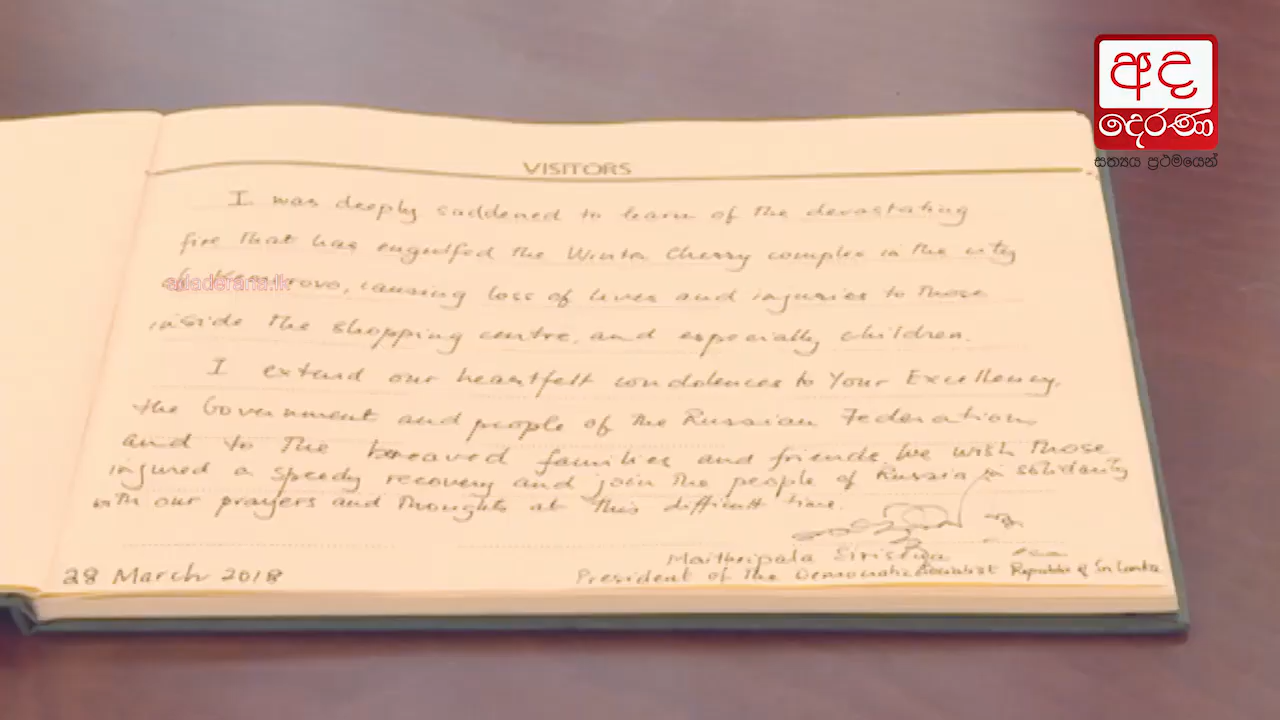 අද
දෙරණ
සත්‍යය ප්‍රථමයෙන්
VISITORS
I was deeply saddened to learn of the devastating
fire that has engulfed the Winter Cherry complex in the city
adaderana.lk
of Kemerovo, causing loss of lives and injuries to those
inside the shopping centre, and especially children.
I extend our heartfelt condolences to Your Excellency,
the Government and people of the Russian Federation,
and to the bereaved families and friends. We wish those
injured a speedy recovery and join the people of Russia in solidarity
with our prayers and thoughts at this difficult time.
Maithripala Sirisena
28 March 2018
President of the Democratic Socialist Republic of Sri Lanka